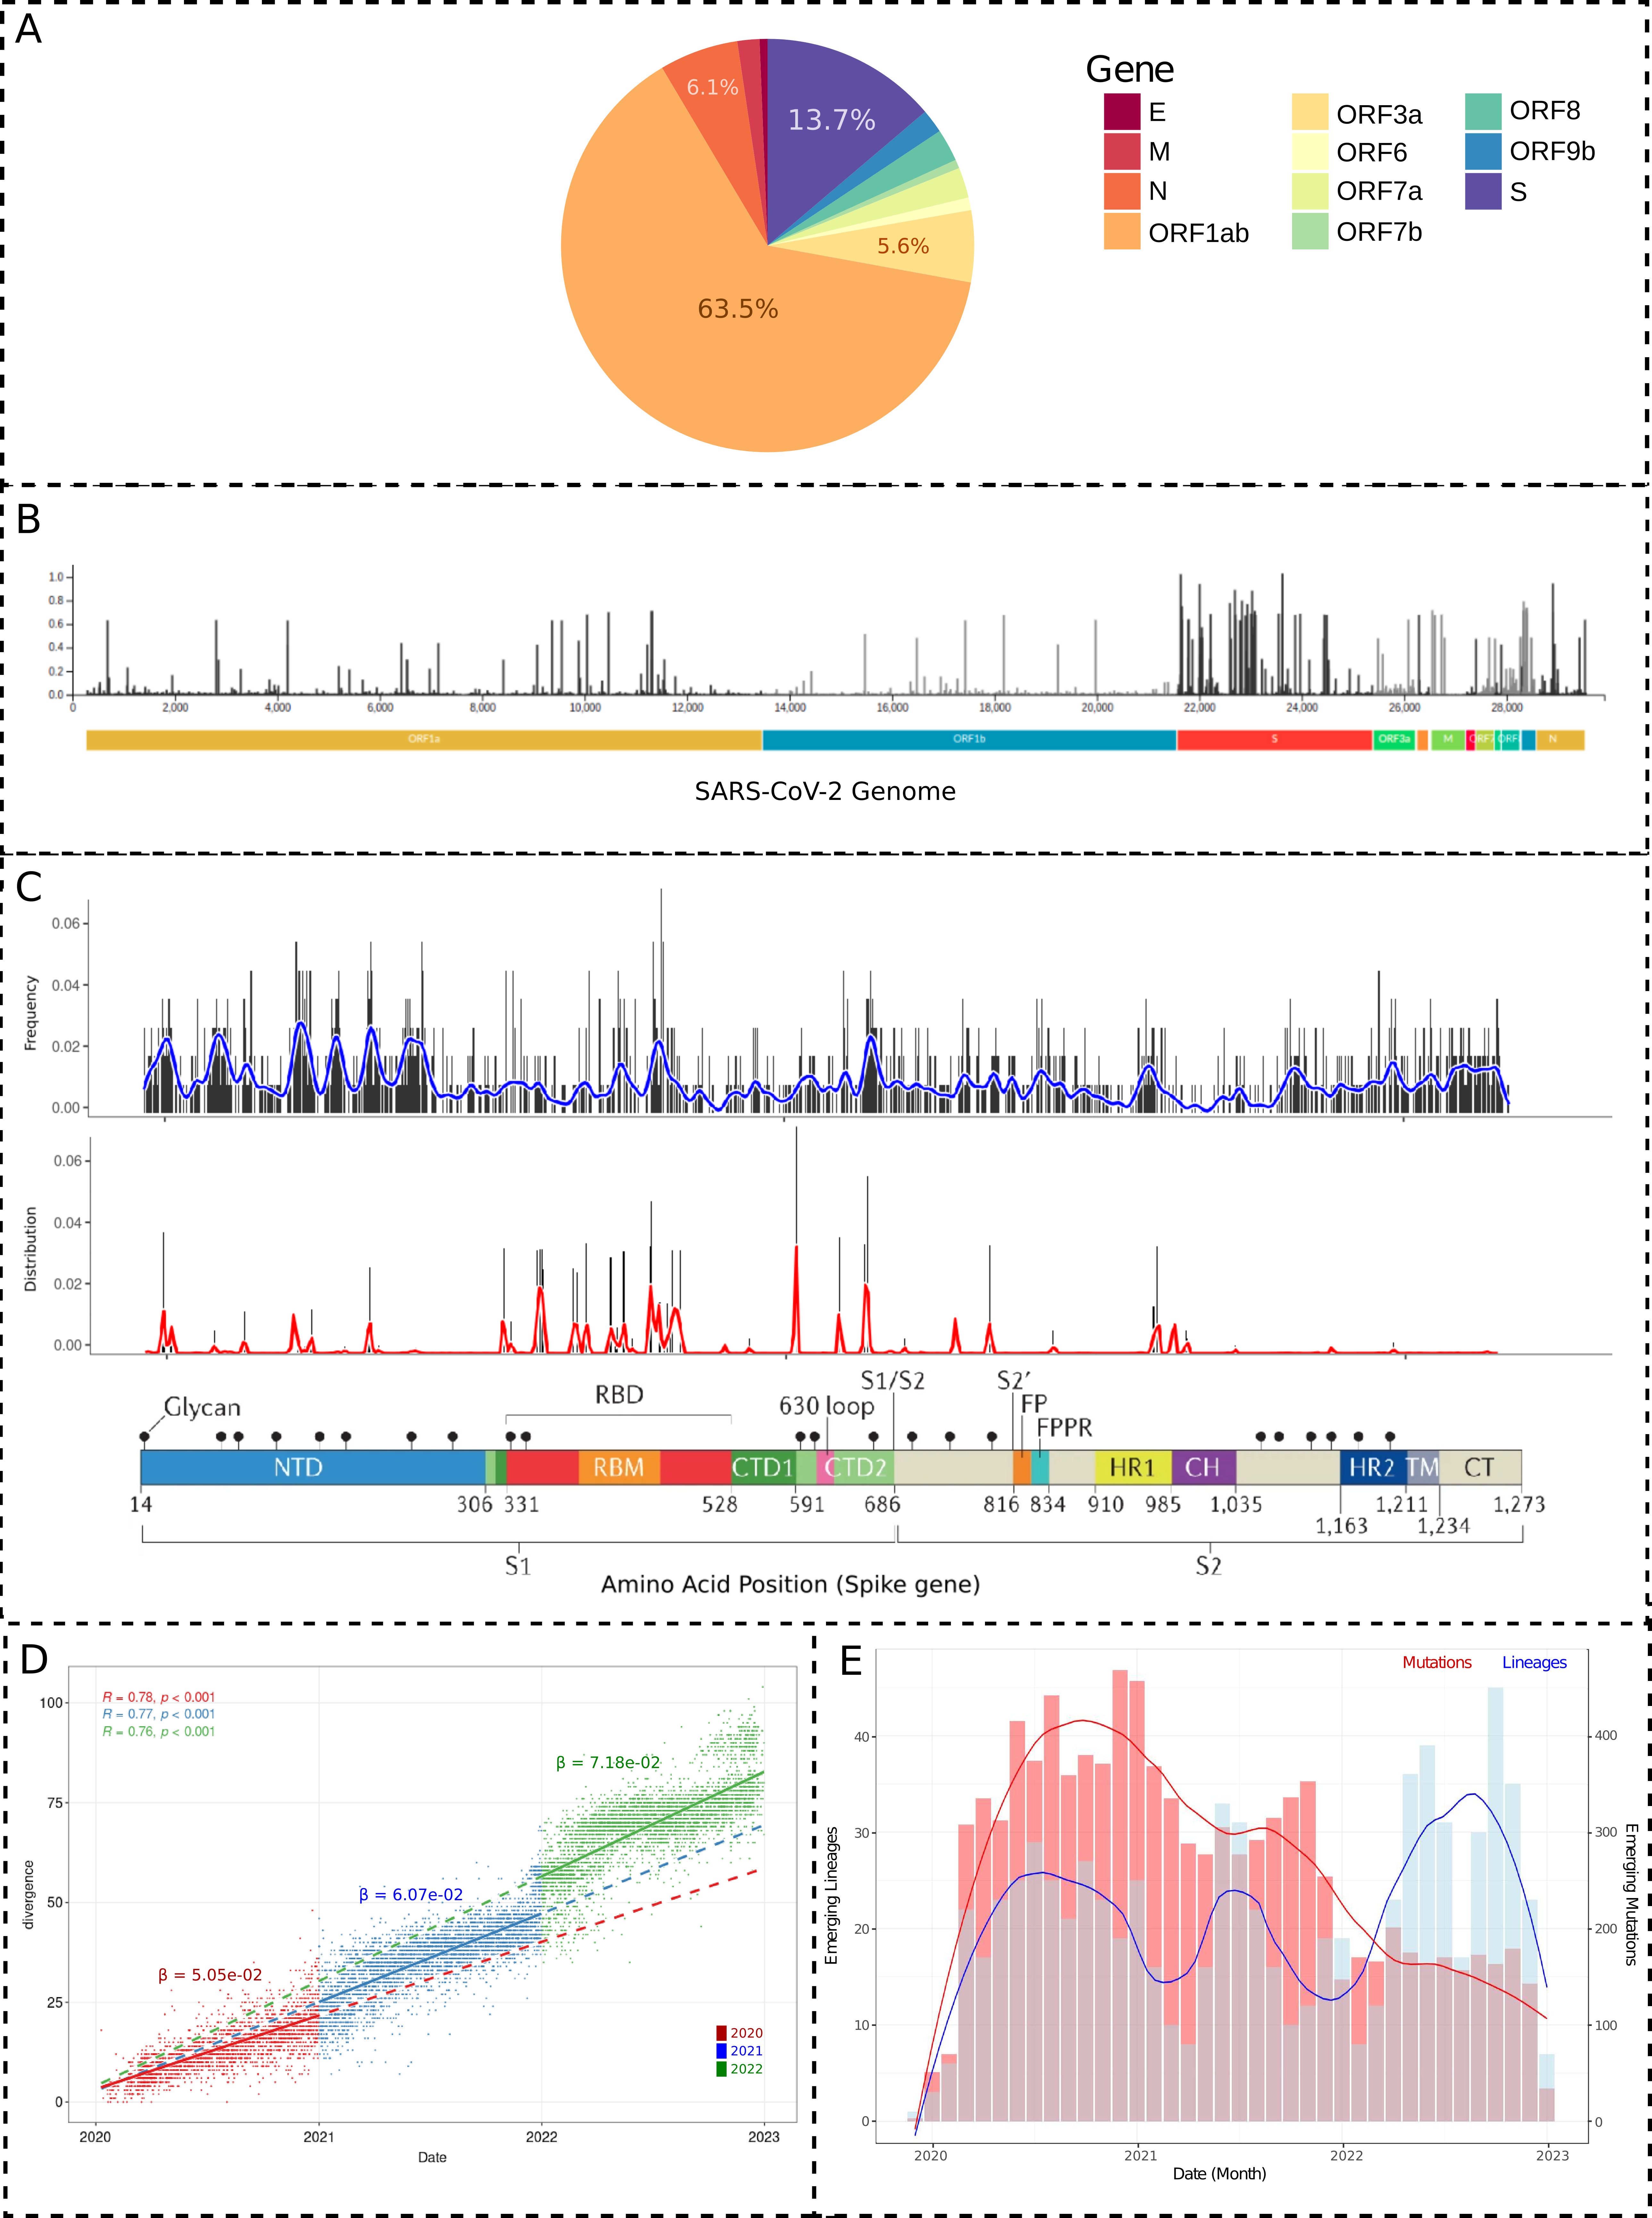 A
13.7%
6.1%
5.6%
63.5%
Gene
E
M
N
ORF1ab
ORF3a
ORF6
ORF7a
ORF7b
ORF8
ORF9b
S
B
1.0
0.8
0.6
0.4
0.2
0.0
0 2,000 4,000 6,000 8,000 10,000 12,000 14,000 16,000 18,000 20,000 22,000 24,000 26,000 28,000
ORF1a ORF1b S ORF3a M ORF7 ORF N
SARS-CoV-2 Genome
C
Frequency
0.06
0.04
0.02
0.00
Distribution
0.06
0.04
0.02
0.00
Glycan RBD 630 loop S1/S2 S2′ FP FPPR
NTD RBM CTD1 CTD2 HR1 CH HR2 TM CT
14 306 331 528 591 686 816 834 910 985 1,035 1,163 1,211 1,234 1,273
S1 S2
Amino Acid Position (Spike gene)
D
R = 0.78, p < 0.001
R = 0.77, p < 0.001
R = 0.76, p < 0.001
β = 7.18e-02
β = 6.07e-02
β = 5.05e-02
2020
2021
2022
divergence
100
75
50
25
0
2020 2021 2022 2023
Date
E
Mutations Lineages
Emerging Lineages
40
30
20
10
0
Emerging Mutations
400
300
200
100
0
2020 2021 2022 2023
Date (Month)